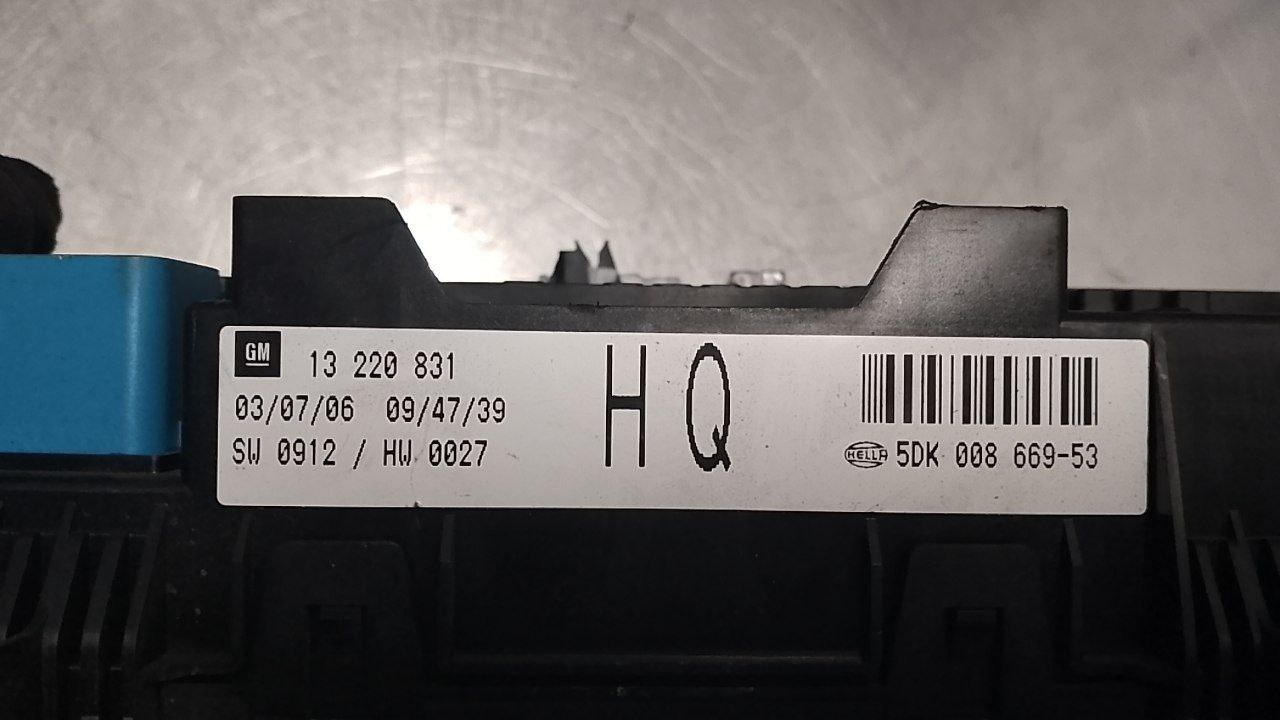 GM 13 220 831
03/07/06 09/47/39
SW 0912 / HW 0027
HQ
HELLA 5DK 008 669-53